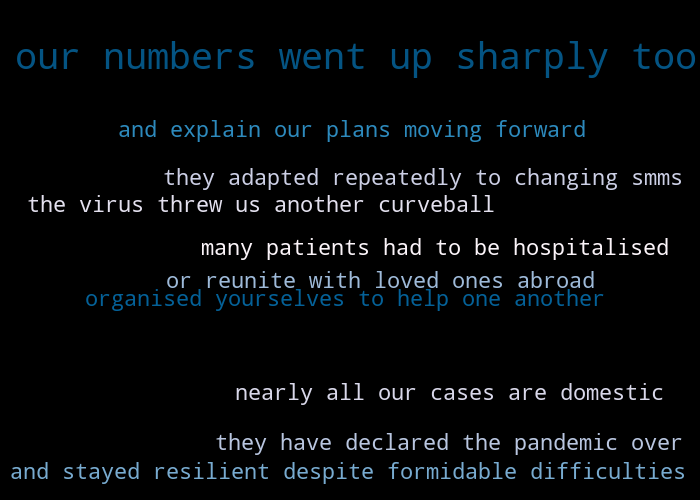 our numbers went up sharply too
and explain our plans moving forward
they adapted repeatedly to changing smms
the virus threw us another curveball
many patients had to be hospitalised
or reunite with loved ones abroad
organised yourselves to help one another
nearly all our cases are domestic
they have declared the pandemic over
and stayed resilient despite formidable difficulties